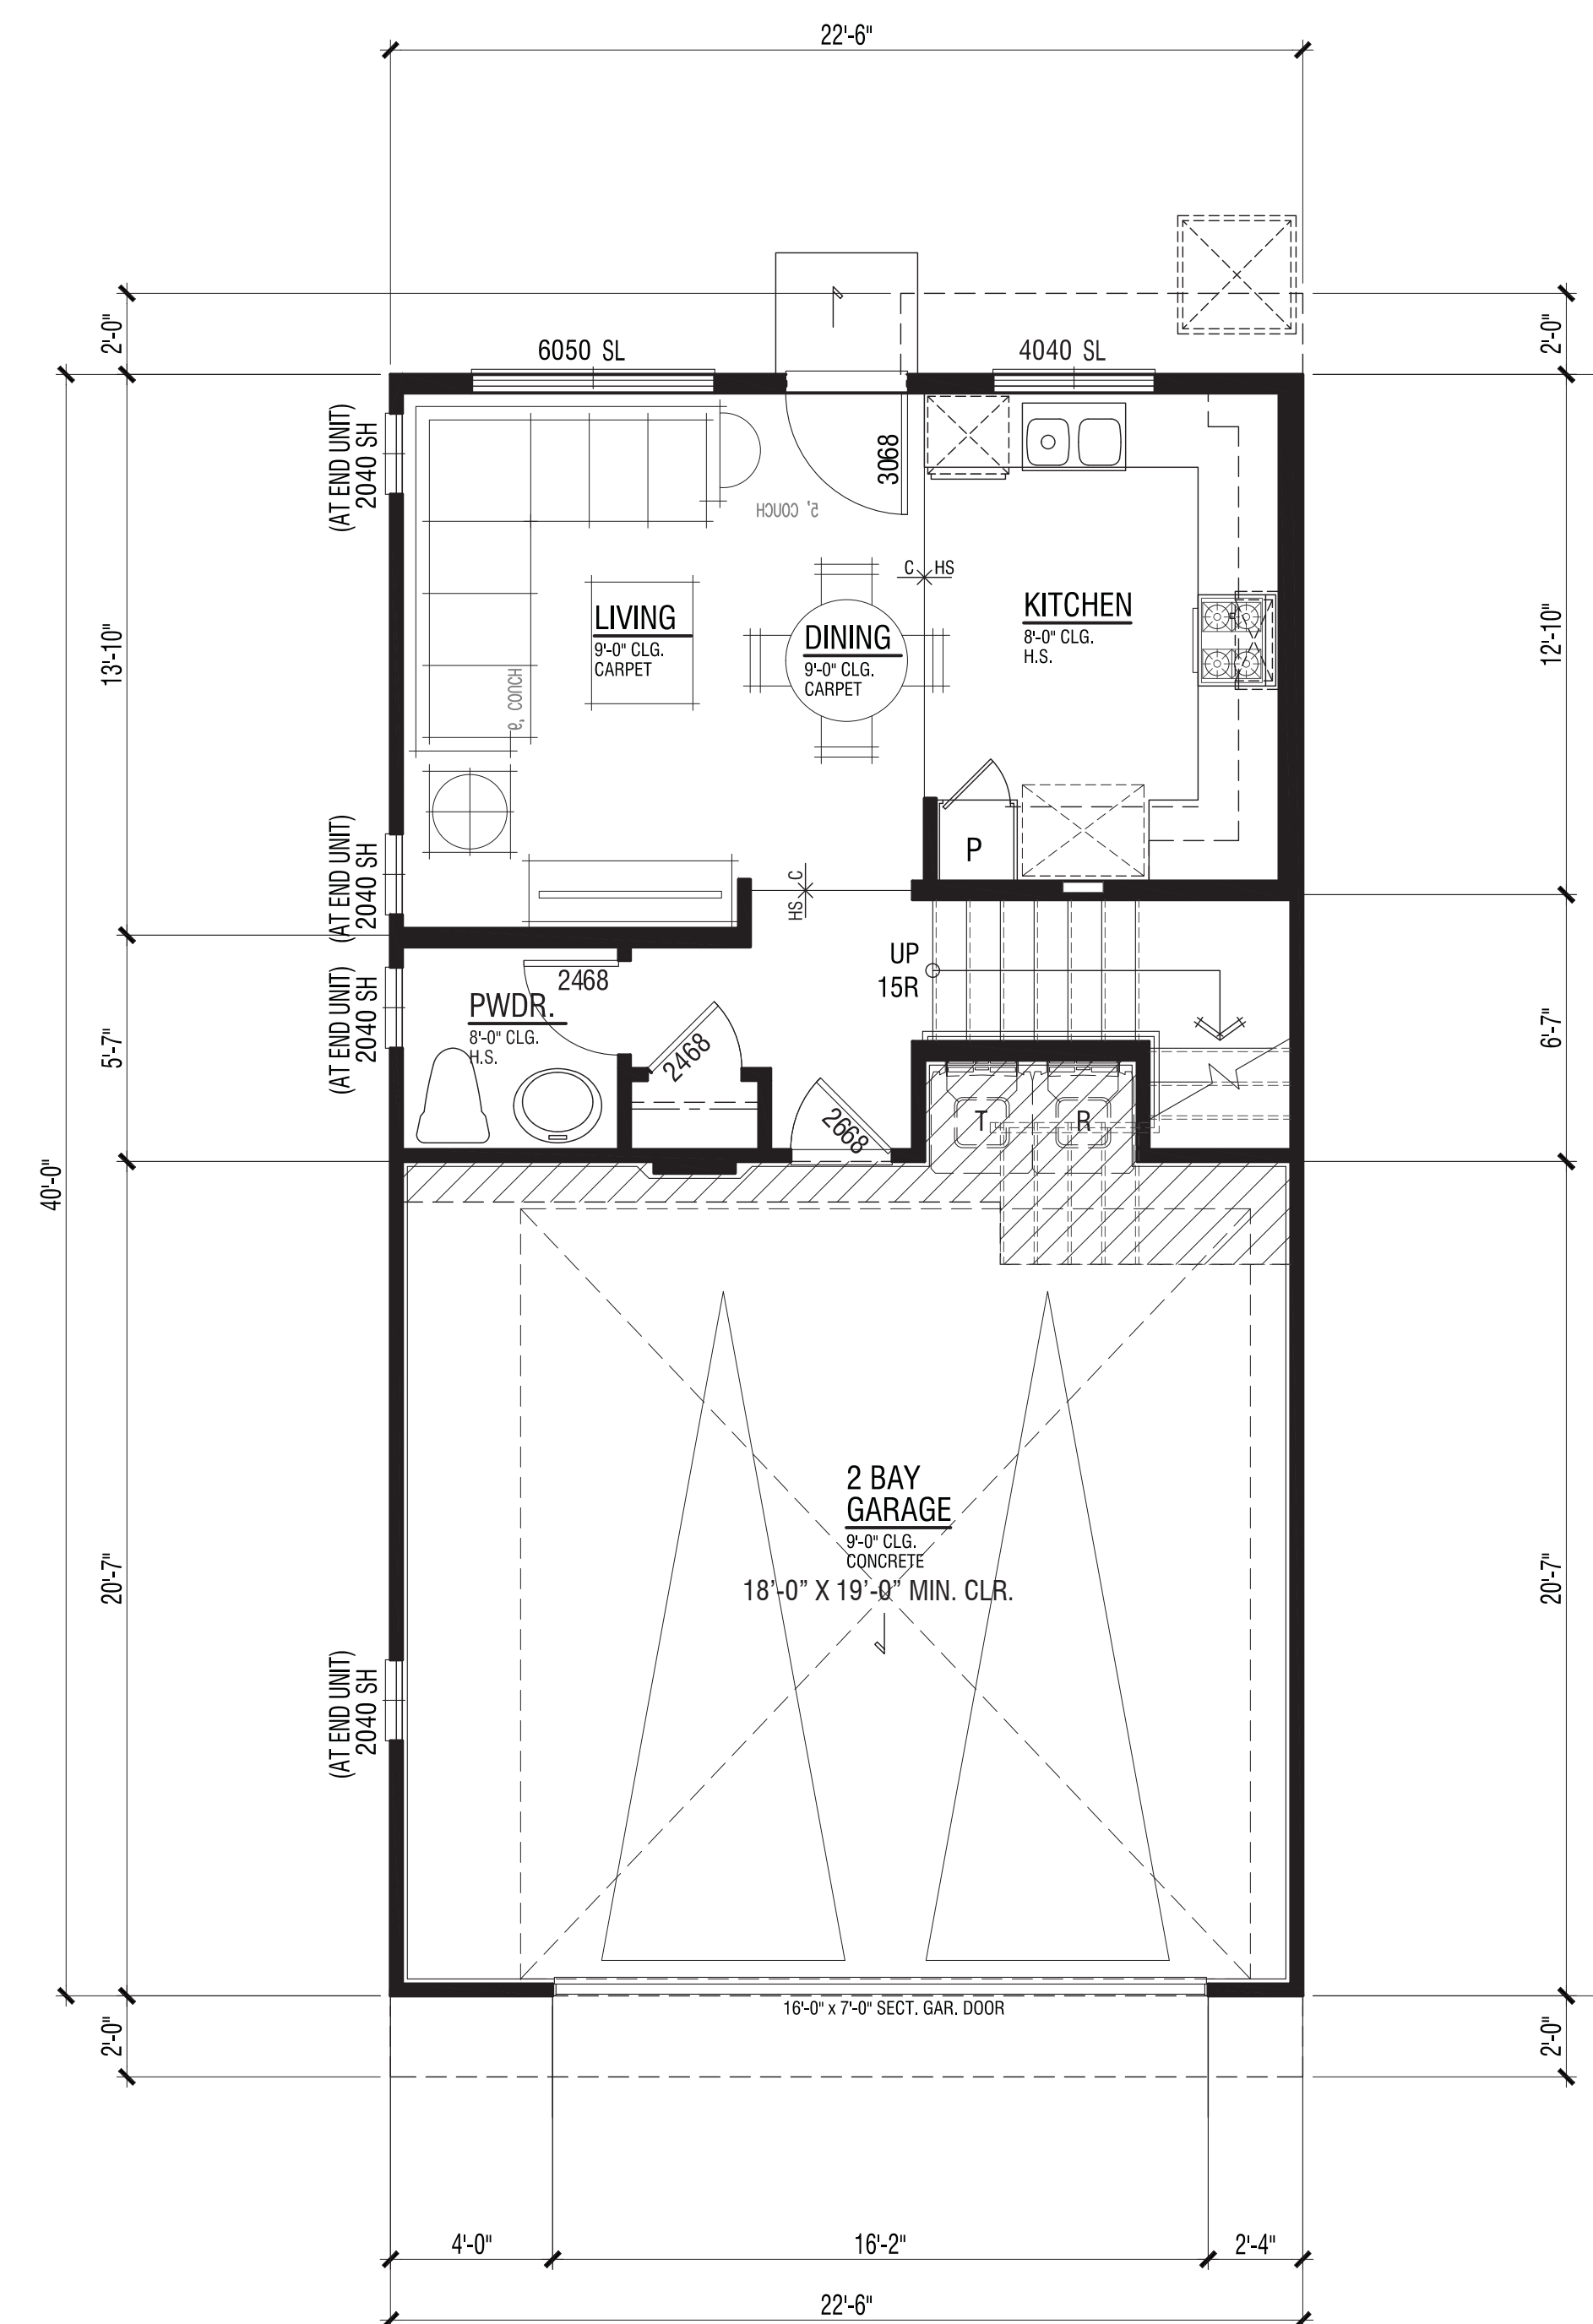 22'-6"
2'-0"
2'-0"
6050 SL
4040 SL
(AT END UNIT)
2040 SH
3068
5' COUCH
C HS
LIVING
9'-0" CLG.
CARPET
DINING
9'-0" CLG.
CARPET
KITCHEN
8'-0" CLG.
H.S.
13'-10"
12'-10"
9' COUCH
P
(AT END UNIT)
2040 SH
HS C
UP
15R
2468
PWDR.
8'-0" CLG.
H.S.
(AT END UNIT)
2040 SH
5'-7"
6'-7"
2468
2668
T
R
40'-0"
2 BAY
GARAGE
9'-0" CLG.
CONCRETE
18'-0" X 19'-0" MIN. CLR.
20'-7"
20'-7"
(AT END UNIT)
2040 SH
16'-0" x 7'-0" SECT. GAR. DOOR
2'-0"
2'-0"
4'-0"
16'-2"
2'-4"
22'-6"